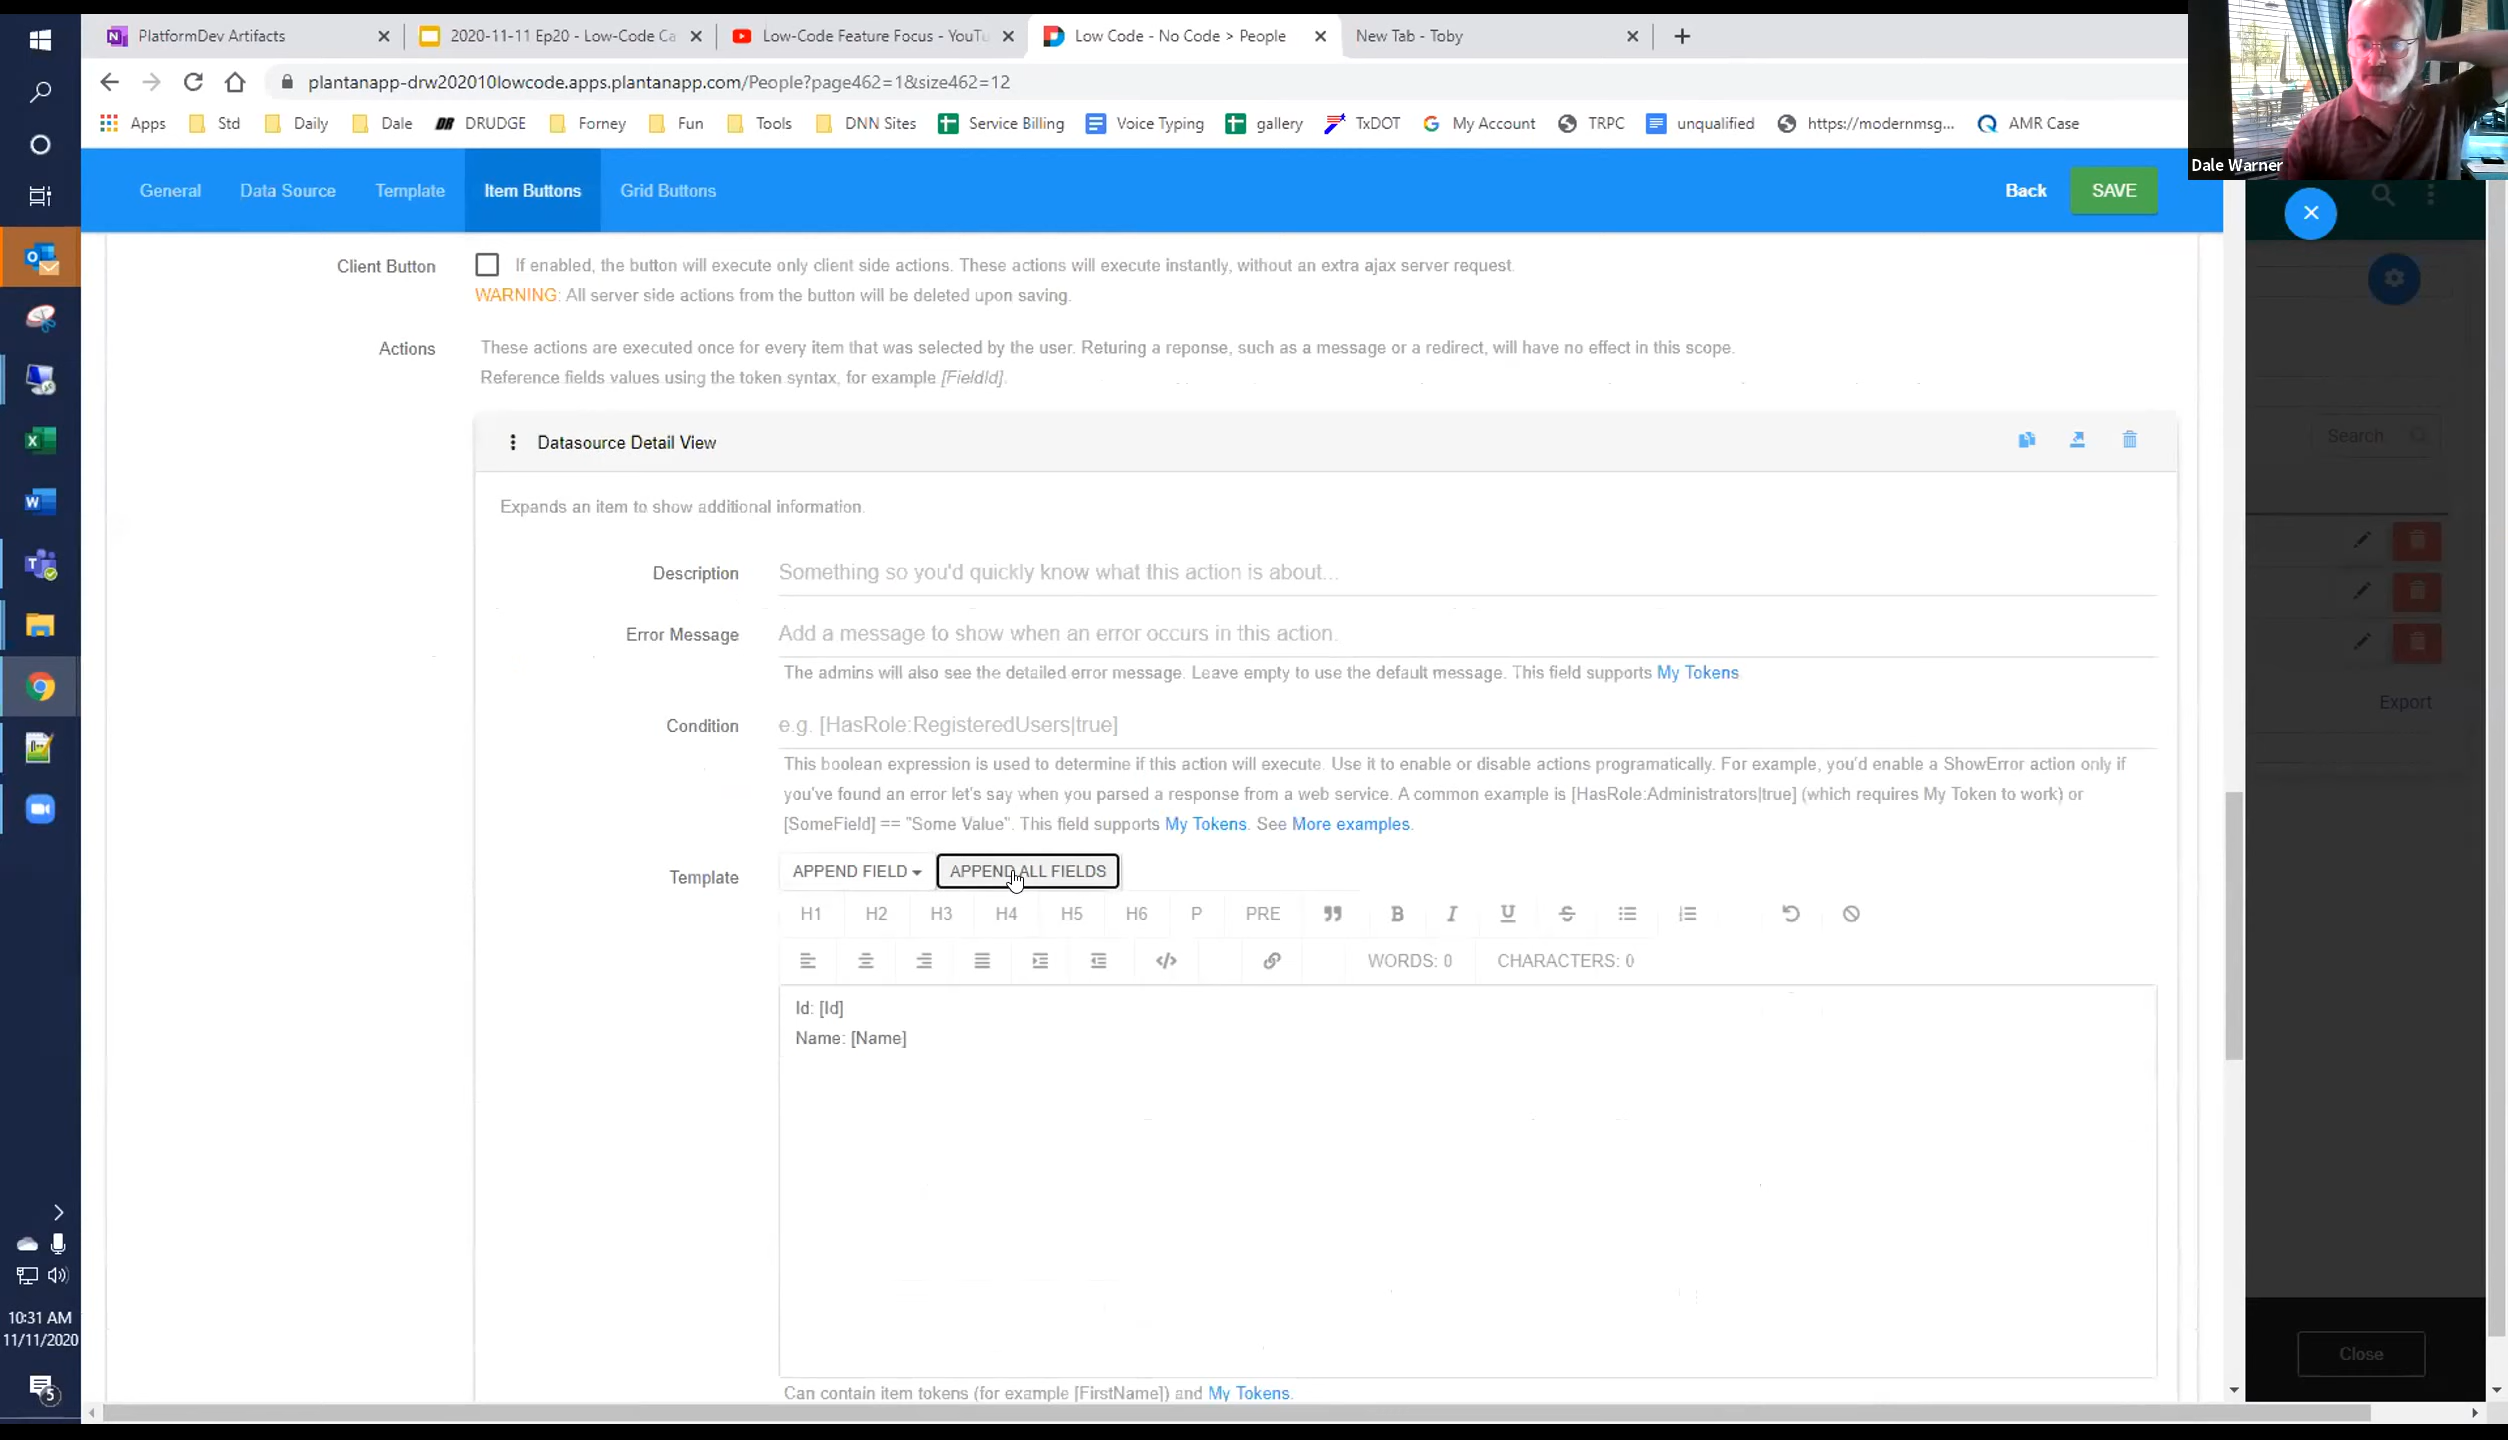 PlatformDev Artifacts
2020-11-11 Ep20 - Low-Code Ca
Low-Code Feature Focus - YouTu
Low Code - No Code > People
New Tab - Toby
plantanapp-drw202010lowcode.apps.plantanapp.com/People?page462=1&size462=12
Apps
Std
Daily
Dale
DR
DRUDGE
Forney
Fun
Tools
DNN Sites
Service Billing
Voice Typing
gallery
TxDOT
My Account
TRPC
unqualified
https://modernmsg...
AMR Case
Dale Warner
General
Data Source
Template
Item Buttons
Grid Buttons
Back
SAVE
Client Button
If enabled, the button will execute only client side actions. These actions will execute instantly, without an extra ajax server request.
WARNING: All server side actions from the button will be deleted upon saving.
Actions
These actions are executed once for every item that was selected by the user. Returing a reponse, such as a message or a redirect, will have no effect in this scope.
Reference fields values using the token syntax, for example [FieldId].
Search
Datasource Detail View
Expands an item to show additional information.
Description
Something so you'd quickly know what this action is about...
Error Message
Add a message to show when an error occurs in this action.
The admins will also see the detailed error message. Leave empty to use the default message. This field supports My Tokens
Export
Condition
e.g. [HasRole:RegisteredUsers|true]
This boolean expression is used to determine if this action will execute. Use it to enable or disable actions programatically. For example, you'd enable a ShowError action only if
you've found an error let's say when you parsed a response from a web service. A common example is [HasRole:Administrators|true] (which requires My Token to work) or
[SomeField] == "Some Value". This field supports My Tokens. See More examples.
Template
APPEND FIELD
APPEND ALL FIELDS
H1
H2
H3
H4
H5
H6
P
PRE
B
I
U
S
WORDS: 0
CHARACTERS: 0
Id: [Id]
Name: [Name]
Can contain item tokens (for example [FirstName]) and My Tokens.
Close
10:31 AM
11/11/2020
5